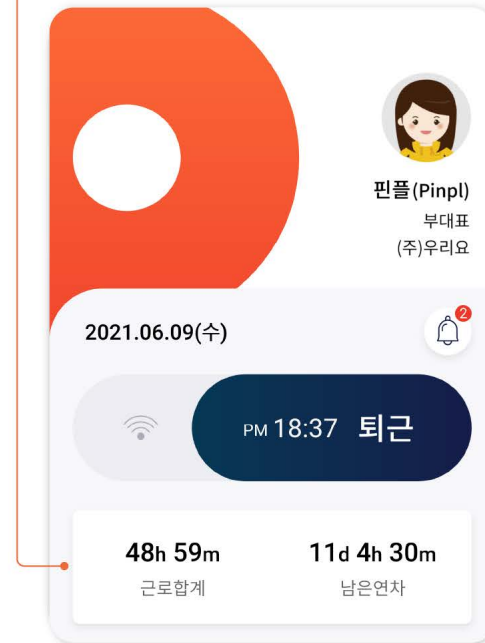 핀플(Pinpl)
부대표
(주)우리요
2021.06.09(수)
2
PM 18:37 퇴근
48h 59m
근로합계
11d 4h 30m
남은연차